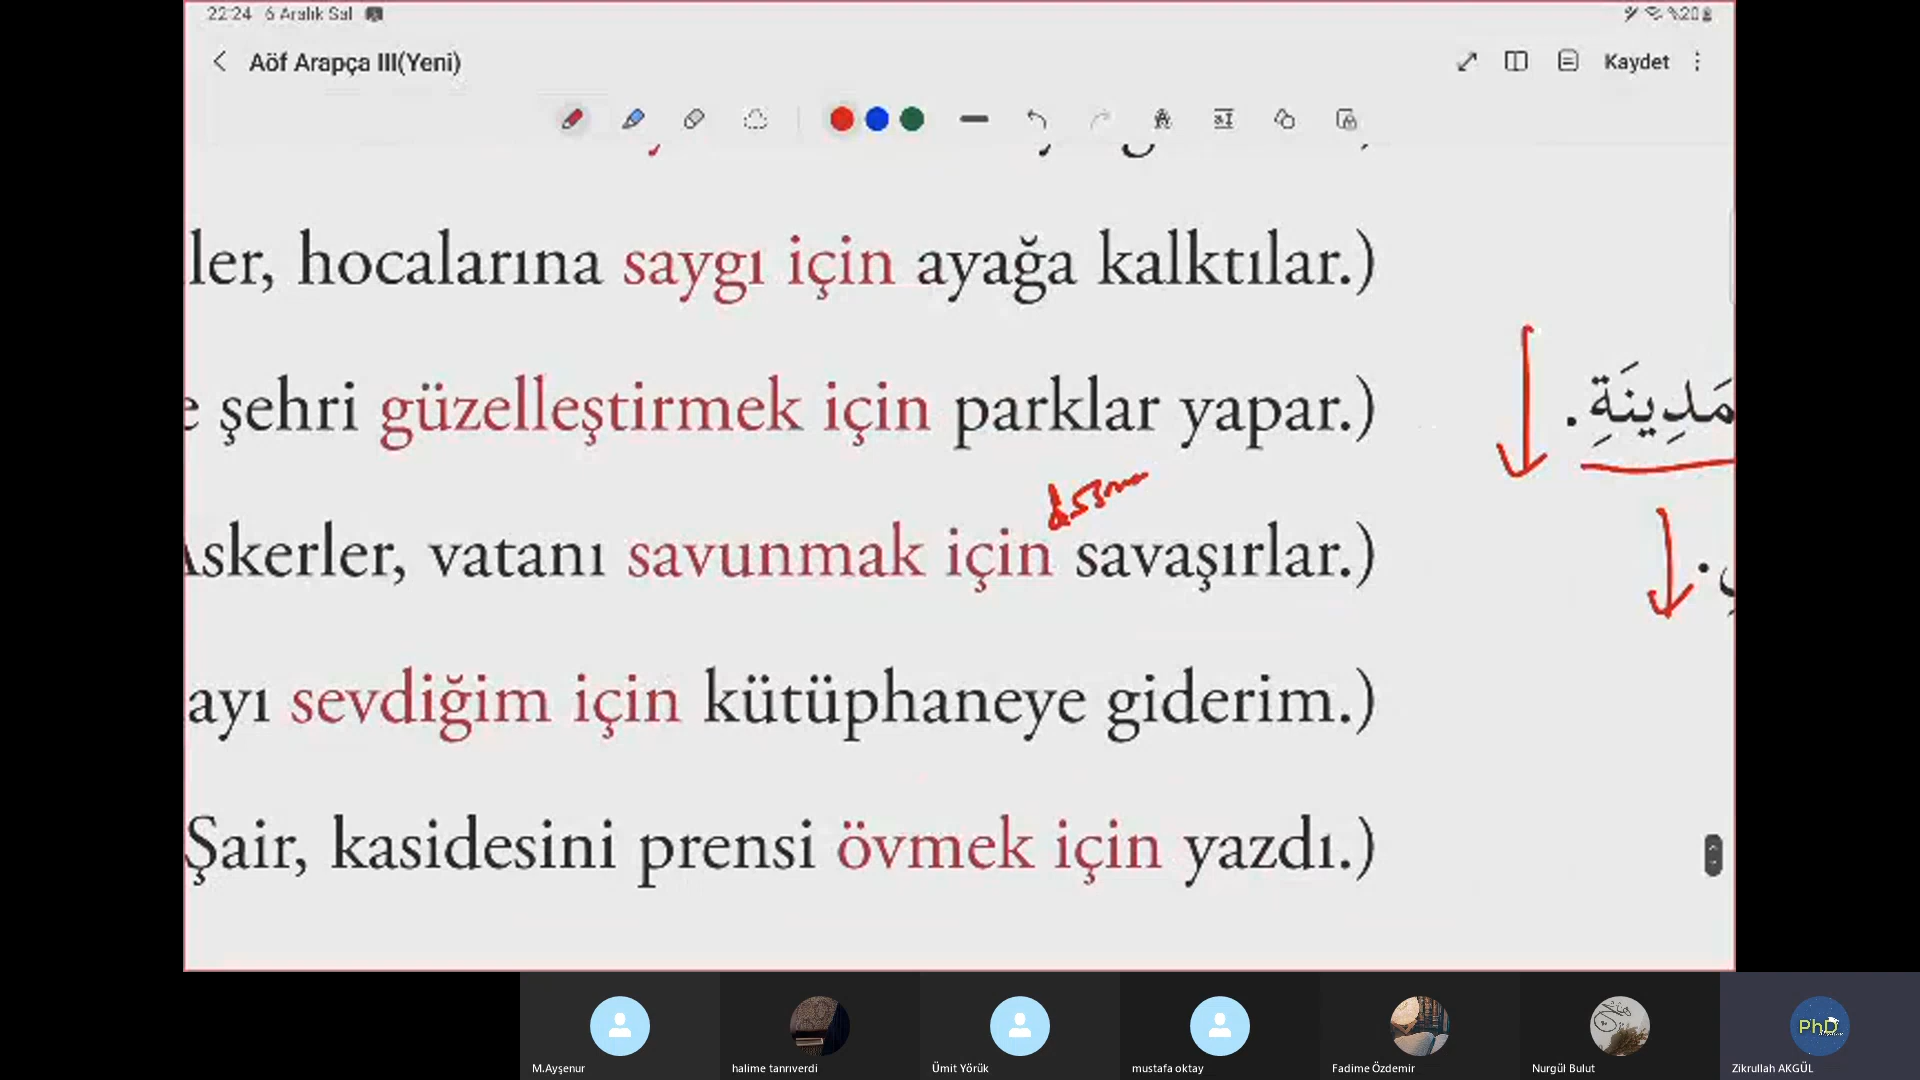 22:24 6 Aralık Sal
%20
Aöf Arapça III(Yeni)
Kaydet
ler, hocalarına saygı için ayağa kalktılar.)
e şehri güzelleştirmek için parklar yapar.)
مَدِينَةِ.
Askerler, vatanı savunmak için savaşırlar.)
ayı sevdiğim için kütüphaneye giderim.)
Şair, kasidesini prensi övmek için yazdı.)
PhD
M.Ayşenur
halime tanrıverdi
Ümit Yörük
mustafa oktay
Fadime Özdemir
Nurgül Bulut
Zikrullah AKGÜL